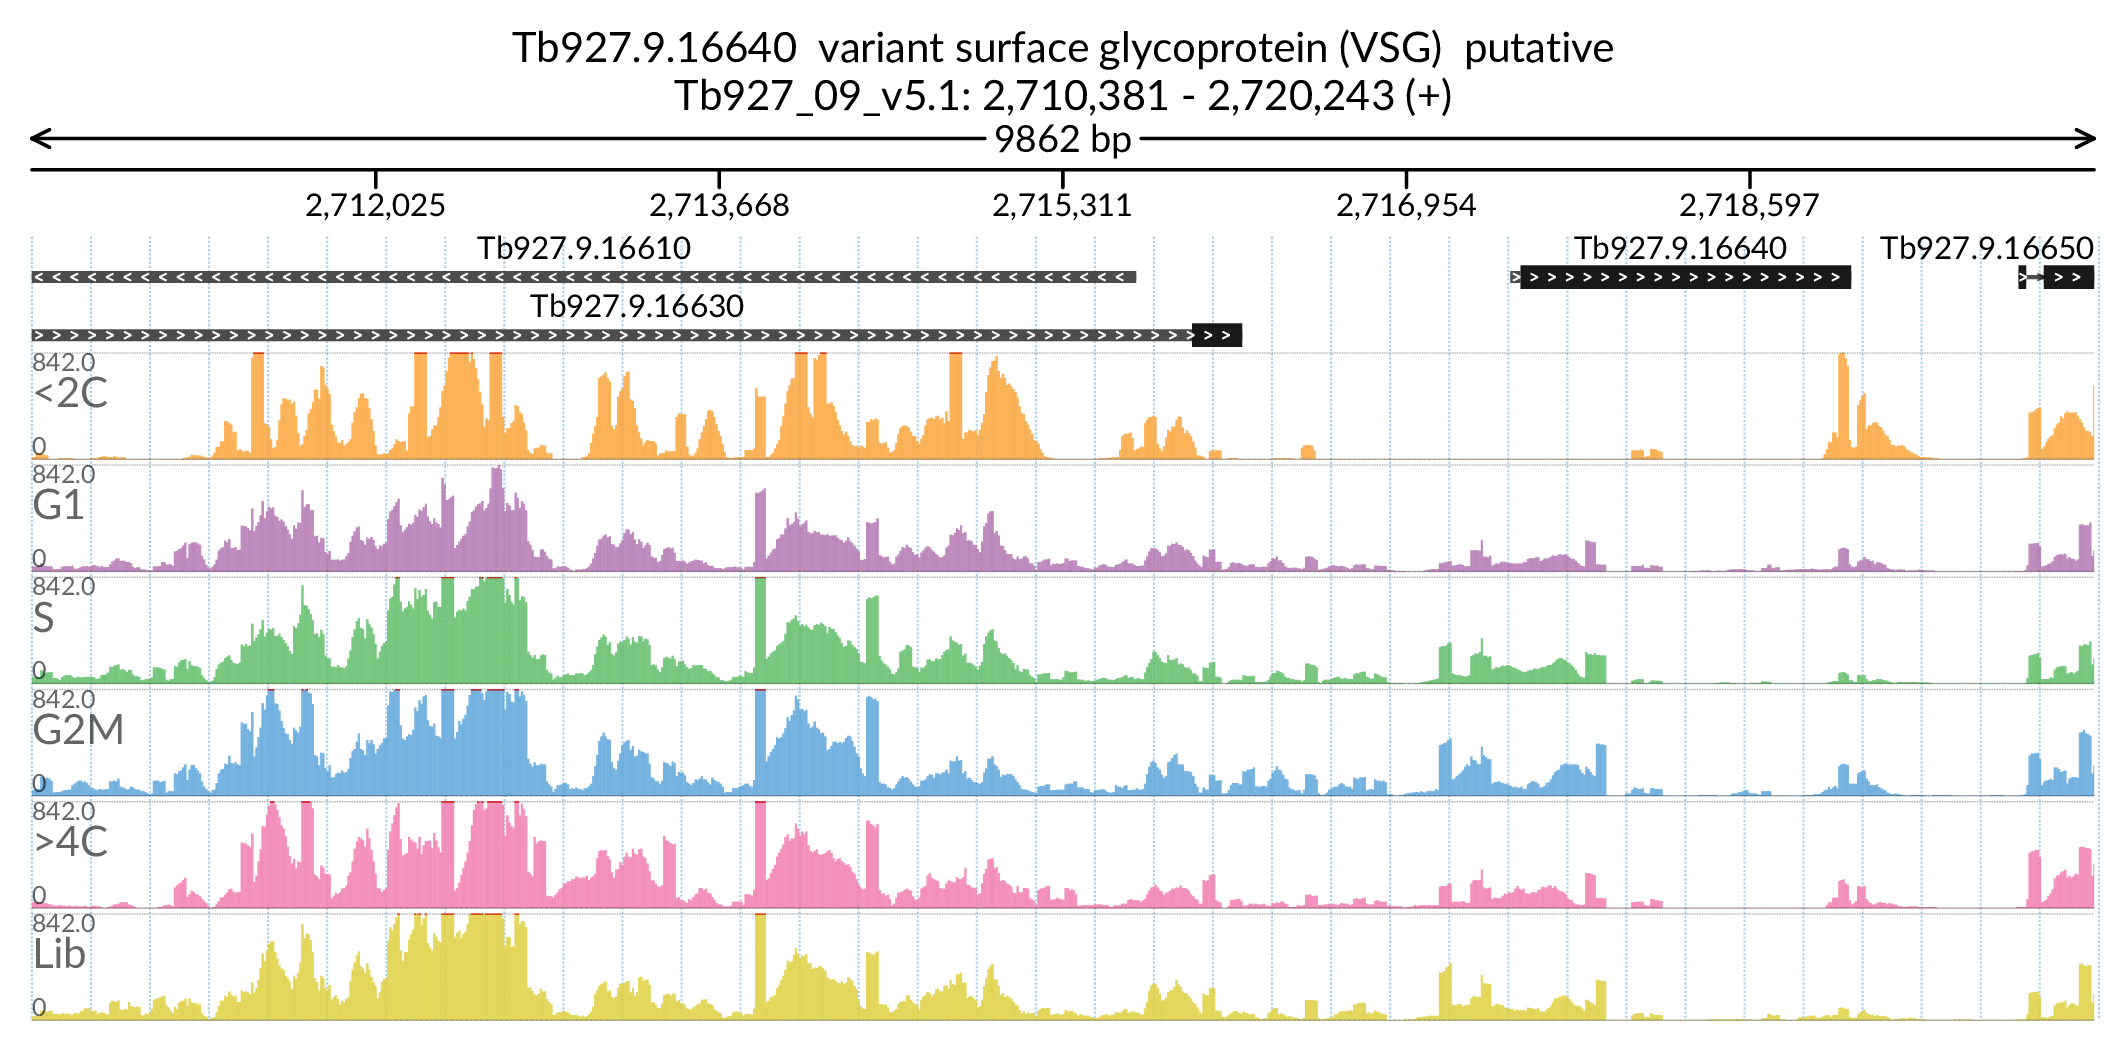 Tb927.9.16640 variant surface glycoprotein (VSG) putative
Tb927_09_v5.1: 2,710,381 - 2,720,243 (+)
9862 bp
2,712,025 2,713,668 2,715,311 2,716,954 2,718,597
Tb927.9.16610 Tb927.9.16640 Tb927.9.16650
Tb927.9.16630
842.0
<2C
0
842.0
G1
0
842.0
S
0
842.0
G2M
0
842.0
>4C
0
842.0
Lib
0